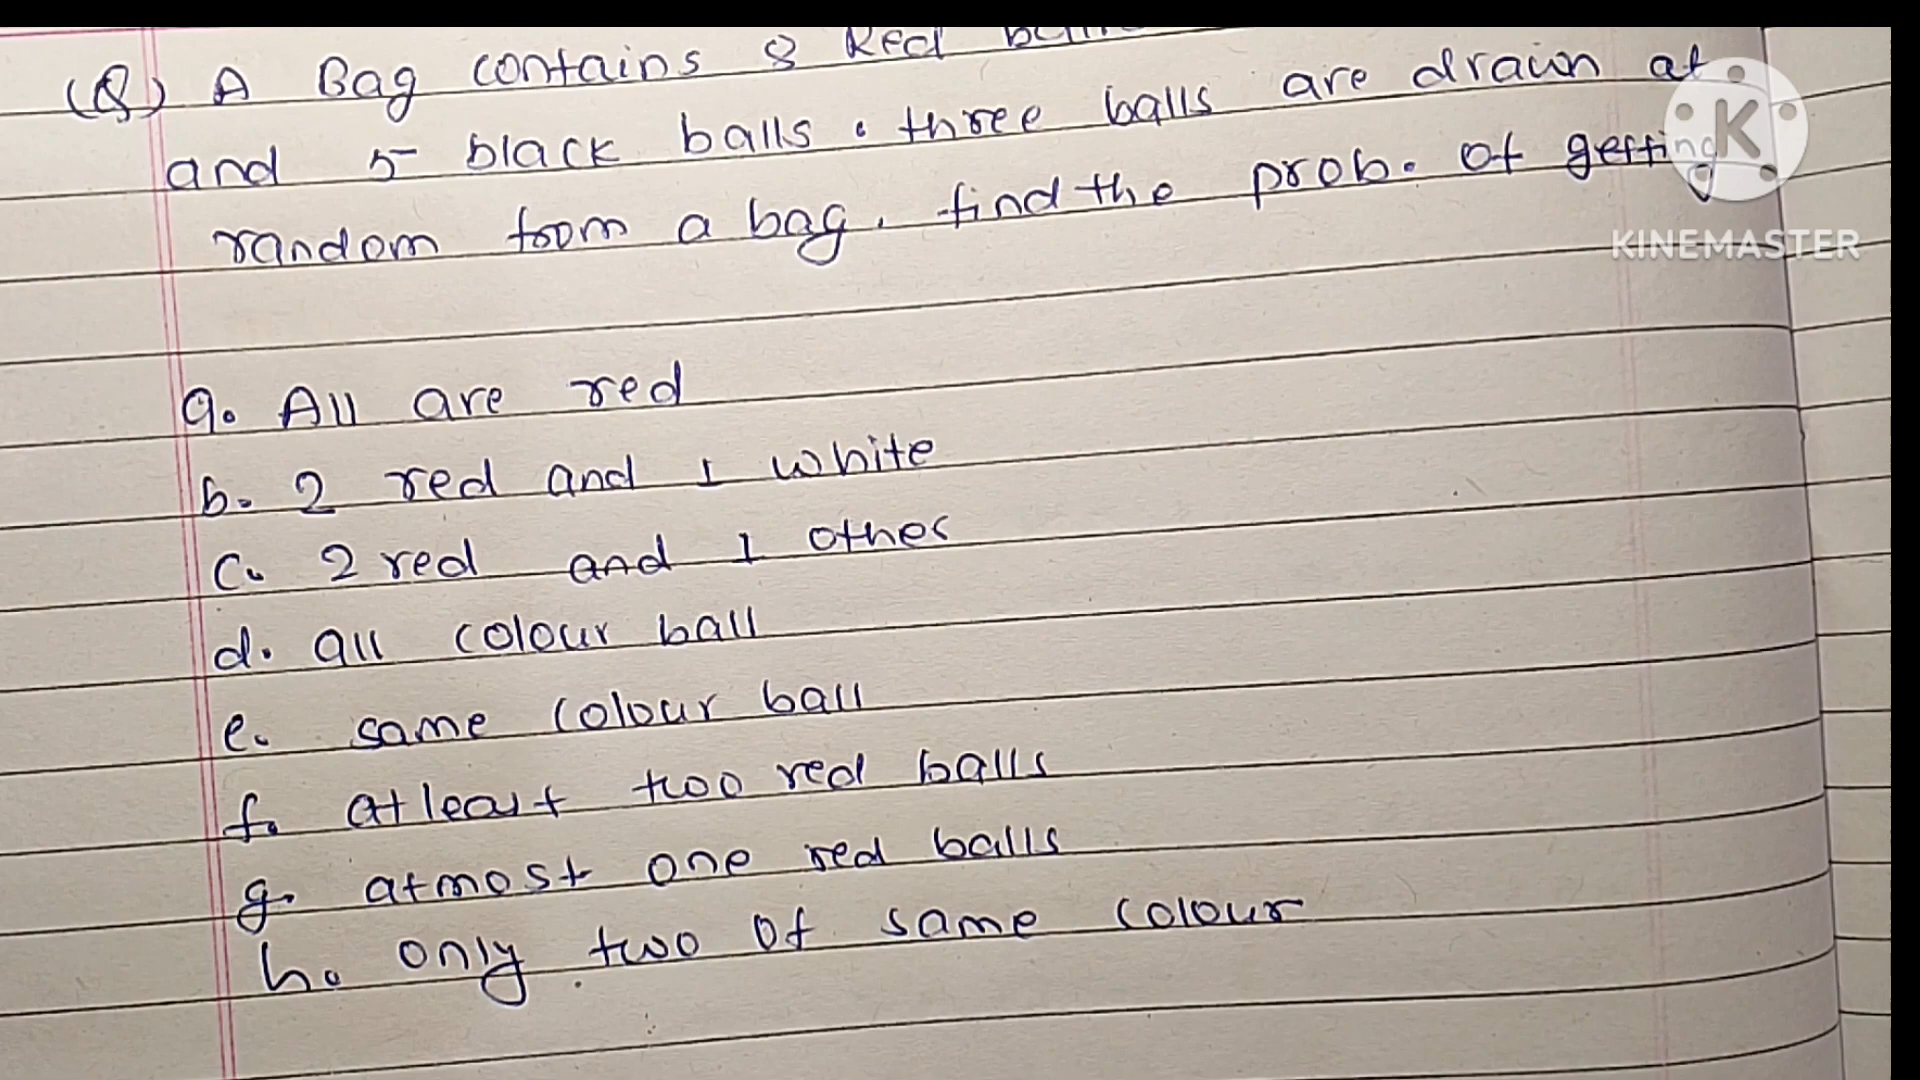 (Q) A Bag contains 8 Red
and 5 black balls. three balls are drawn at
random from a bag. find the prob. of getting
KINEMASTER
a. All are red
b. 2 red and 1 white
c. 2 red and 1 other
d. all colour ball
e. same colour ball
f. atleast two red balls
g. atmost one red balls
h. only two of same colour